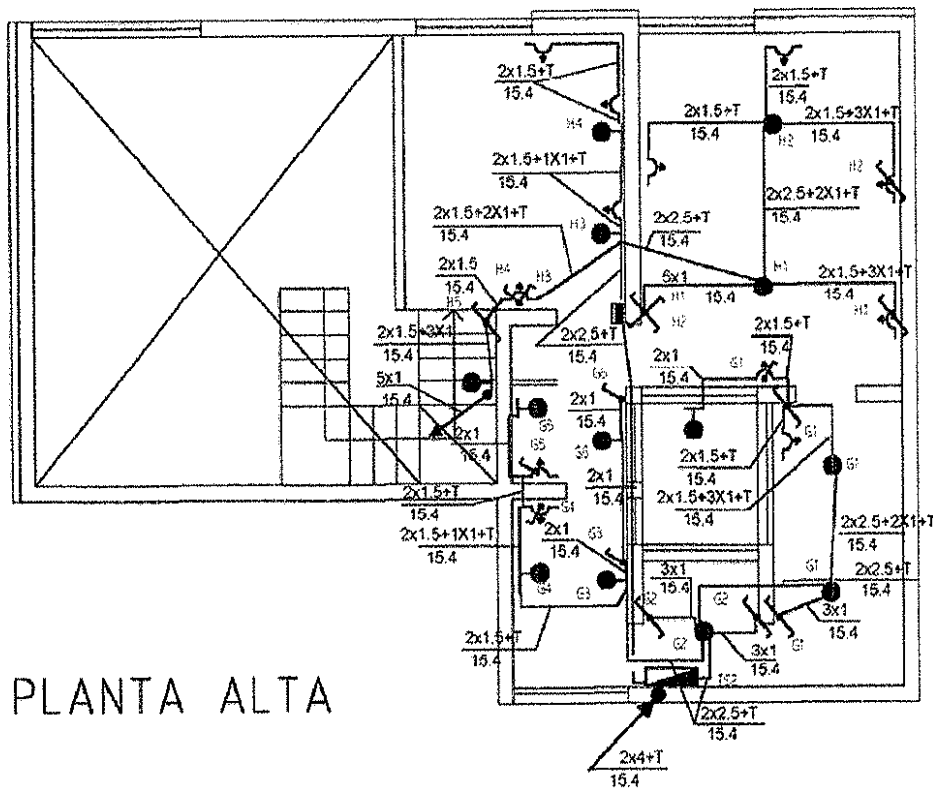 2x1.5+T
15.4
2x1.5+T
15.4
H4
2x1.5+T
15.4
2x1.5+3X1+T
15.4
H2
H2
2x1.5+1X1+T
15.4
2x1.5+2X1+T
15.4
H3
2x2.5+T
15.4
2x2.5+2X1+T
15.4
2x1.5
15.4
H4
H3
H5
5x1
15.4
H1
H1
H2
2x1.5+3X1+T
15.4
H1
2x1.5+3X1
15.4
2x2.5+T
15.4
2x1.5+T
15.4
2x1
15.4
G1
5x1
15.4
G6
2x1
15.4
G5
G6
G1
2x1
15.4
G5
2x1.5+T
15.4
G1
2x1
15.4
2x1.5+T
15.4
2x1.5+3X1+T
15.4
G4
2x1.5+1X1+T
15.4
2x1
15.4
G3
2x2.5+2X1+T
15.4
3x1
15.4
G1
2x2.5+T
15.4
G4
G3
G2
G2
3x1
15.4
2x1.5+T
15.4
G2
G1
3x1
15.4
PLANTA ALTA
2x2.5+T
15.4
2x4+T
15.4